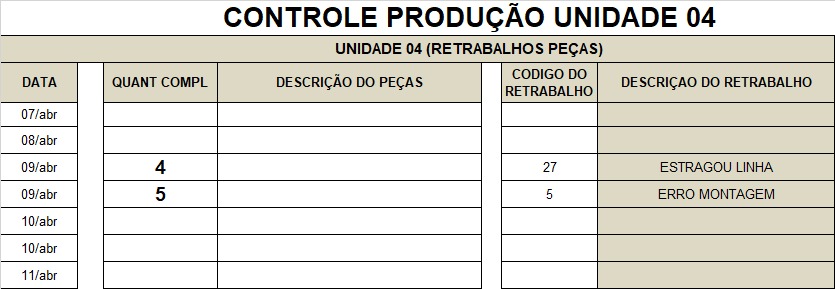 CONTROLE PRODUÇÃO UNIDADE 04
UNIDADE 04 (RETRABALHOS PEÇAS)
DATA QUANT COMPL DESCRIÇÃO DO PEÇAS CODIGO DO RETRABALHO DESCRIÇAO DO RETRABALHO
07/abr
08/abr
09/abr 4 27 ESTRAGOU LINHA
09/abr 5 5 ERRO MONTAGEM
10/abr
10/abr
11/abr